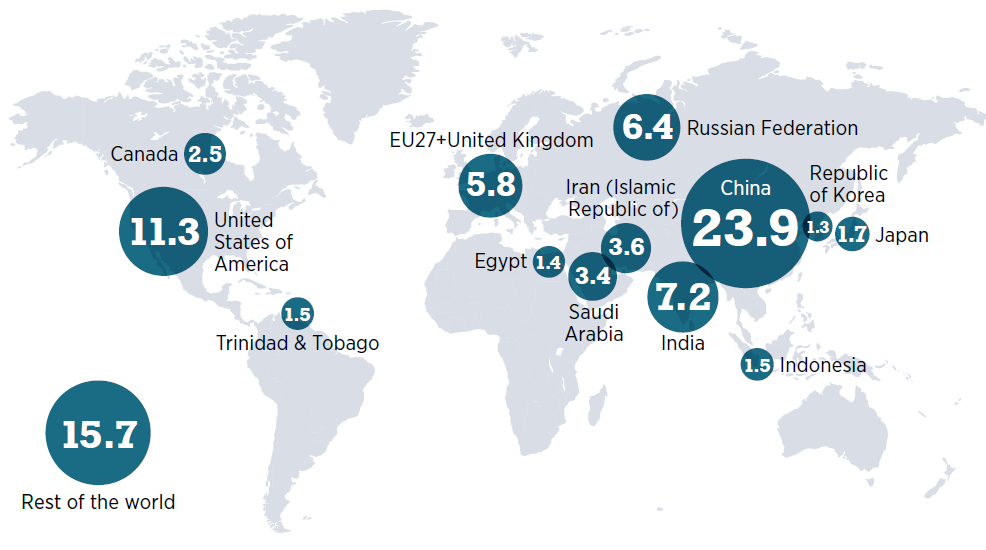 6.4
Russian Federation
EU27+United Kingdom
5.8
Canada
2.5
Republic
of Korea
1.3
China
23.9
Iran (Islamic
Republic of)
3.6
11.3
United
States of
America
1.7
Japan
Egypt
1.4
3.4
Saudi
Arabia
7.2
India
1.5
Trinidad & Tobago
1.5
Indonesia
15.7
Rest of the world